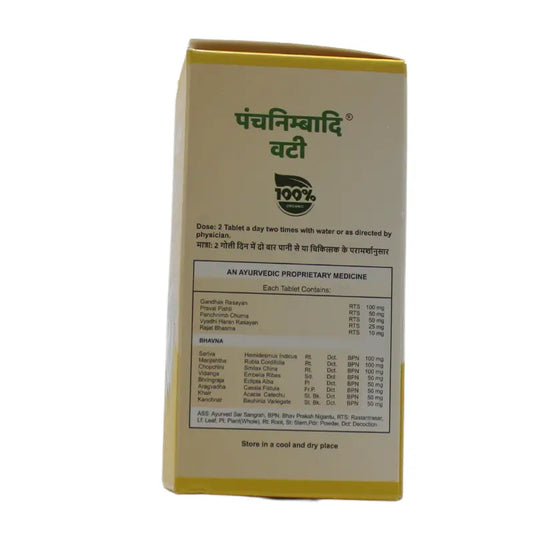 पंचनिम्बादि®
वटी
100%
ORGANIC
Dose: 2 Tablet a day two times with water or as directed by
physician.
मात्रा: 2 गोली दिन में दो बार पानी से या चिकित्सक के परामर्शानुसार
AN AYURVEDIC PROPRIETARY MEDICINE
Each Tablet Contains:
Gandhak Rasayan RTS 100 mg
Praval Pishti RTS 50 mg
Panchnimb Churna RTS 50 mg
Vyadhi Haran Rasayan RTS 25 mg
Rajat Bhasma RTS 10 mg
BHAVNA
Sariva Hemidesmus Indicus Rt. Dct. BPN 100 mg
Manjishtha Rubia Cordifolia Rt. Dct. BPN 100 mg
Chopchini Smilax China Rt. Dct. BPN 100 mg
Vidanga Embelia Ribes Sd. Dct. BPN 50 mg
Bhringraja Eclipta Alba Pl Dct. BPN 50 mg
Aragvadha Cassia Fistula Fr.P. Dct. BPN 50 mg
Khair Acacia Catechu St. Bk. Dct. BPN 50 mg
Kanchnar Bauhinia Variegate St. Bk. Dct. BPN 50 mg
ASS: Ayurved Sar Sangrah, BPN: Bhav Praksh Nigantu, RTS: Rastantrasar,
Lf: Leaf, Pl: Plant(Whole), Rt: Root, St: Stem, Pdr: Powder, Dct: Decoction
Store in a cool and dry place